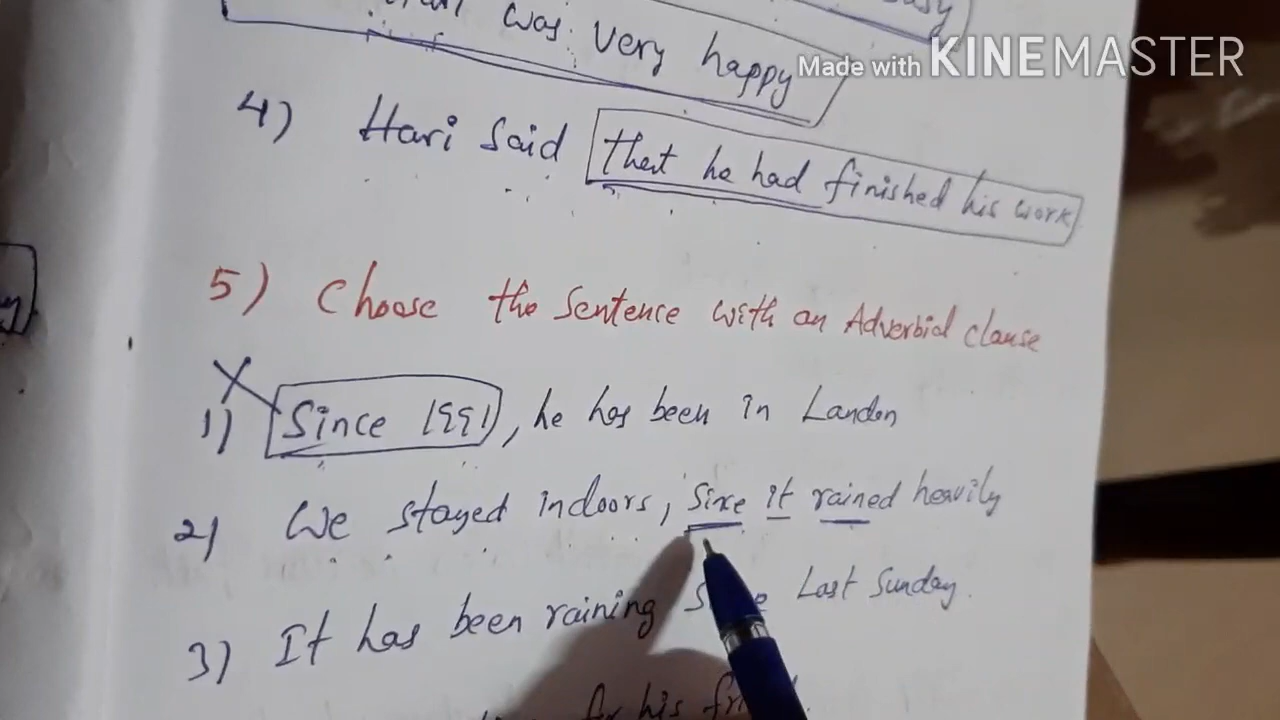 was very happy
Made with KINEMASTER
4) Hari Said that he had finished his work
5) Choose the Sentence with an Adverbial clause
1) Since 1991, he has been in Landon
2) We stayed indoors, Since it rained heavily
3) It has been raining Last Sunday.
his